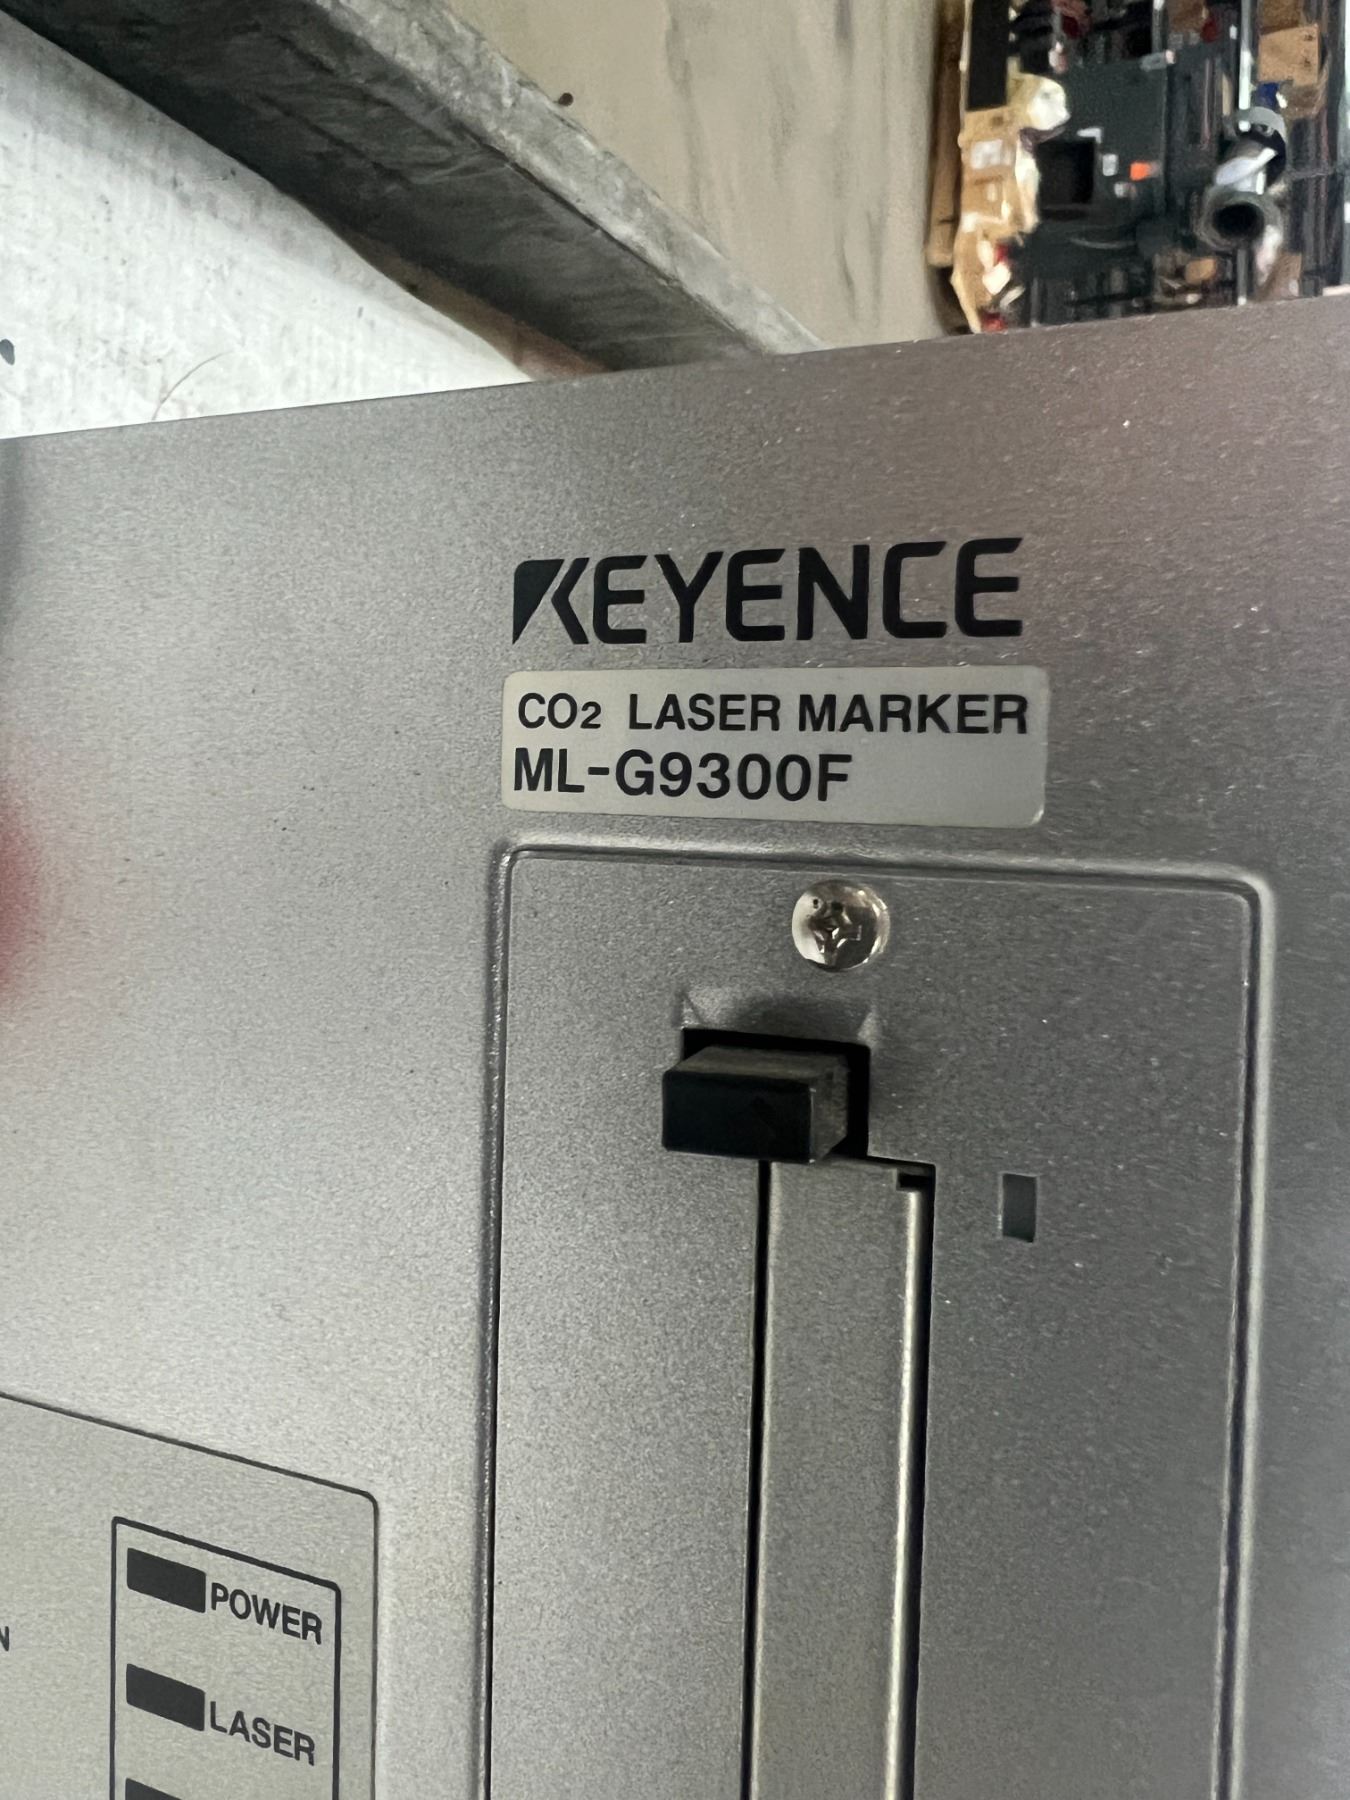 KEYENCE
CO2 LASER MARKER
ML-G9300F
POWER
LASER